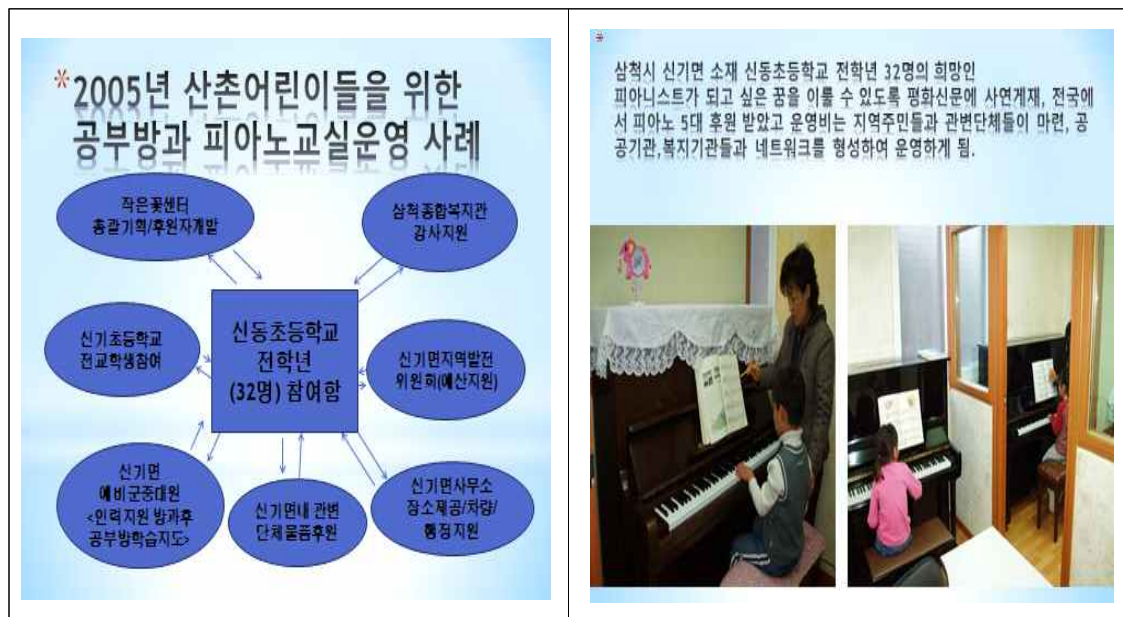 *2005년 산촌어린이들을 위한
공부방과 피아노교실운영 사례
작은꽃센터
총괄기획/후원자개발
삼척종합복지관
강사지원
신기초등학교
전교학생참여
신동초등학교
전학년
(32명) 참여함
신기면지역발전
위원회(예산지원)
신기면
예비군중대원
<인력지원 방과후
공부방학습지도>
신기면내 관변
단체물품후원
신기면사무소
장소제공/차량/
행정지원
*
삼척시 신기면 소재 신동초등학교 전학년 32명의 희망인
피아니스트가 되고 싶은 꿈을 이룰 수 있도록 평화신문에 사연게재, 전국에
서 피아노 5대 후원 받았고 운영비는 지역주민들과 관변단체들이 마련, 공
공기관,복지기관들과 네트워크를 형성하여 운영하게 됨.